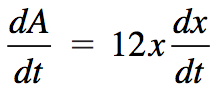 dA/dt = 12x dx/dt